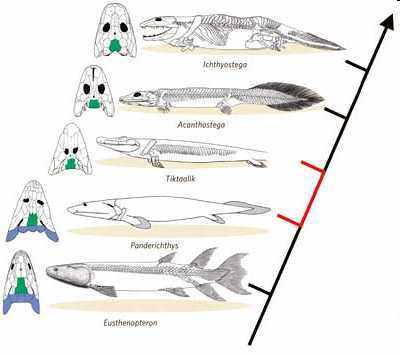 Ichthyostega
Acanthostega
Tiktaalik
Panderichthys
Eusthenopteron